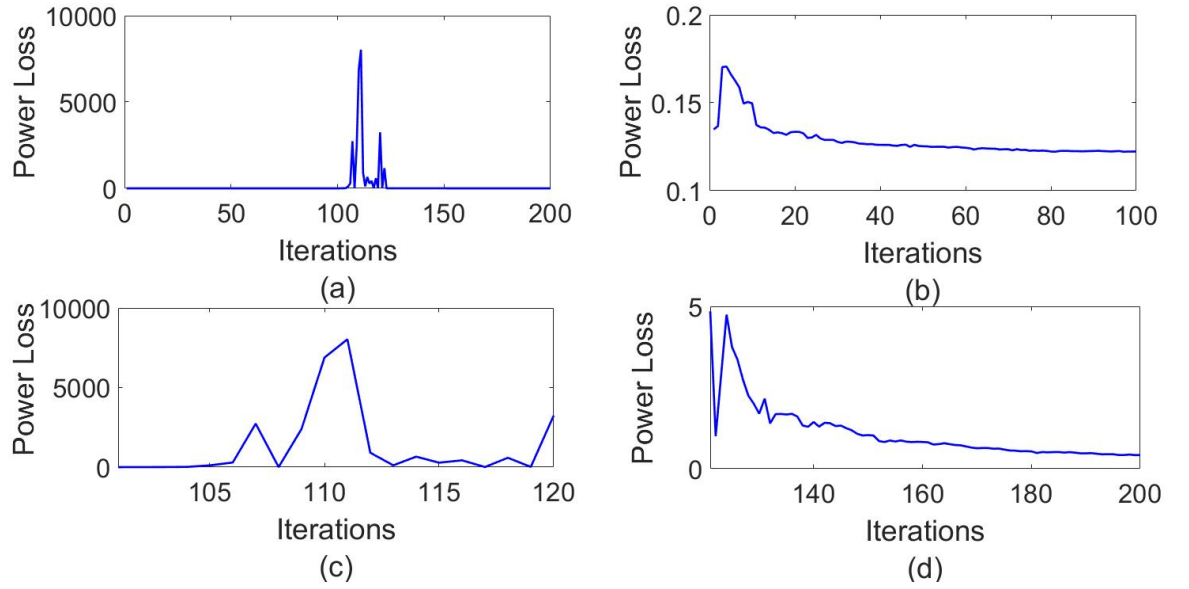 10000
5000
0
Power Loss
0 50 100 150 200
Iterations
(a)
0.2
0.15
0.1
Power Loss
0 20 40 60 80 100
Iterations
(b)
10000
5000
0
Power Loss
105 110 115 120
Iterations
(c)
5
0
Power Loss
140 160 180 200
Iterations
(d)